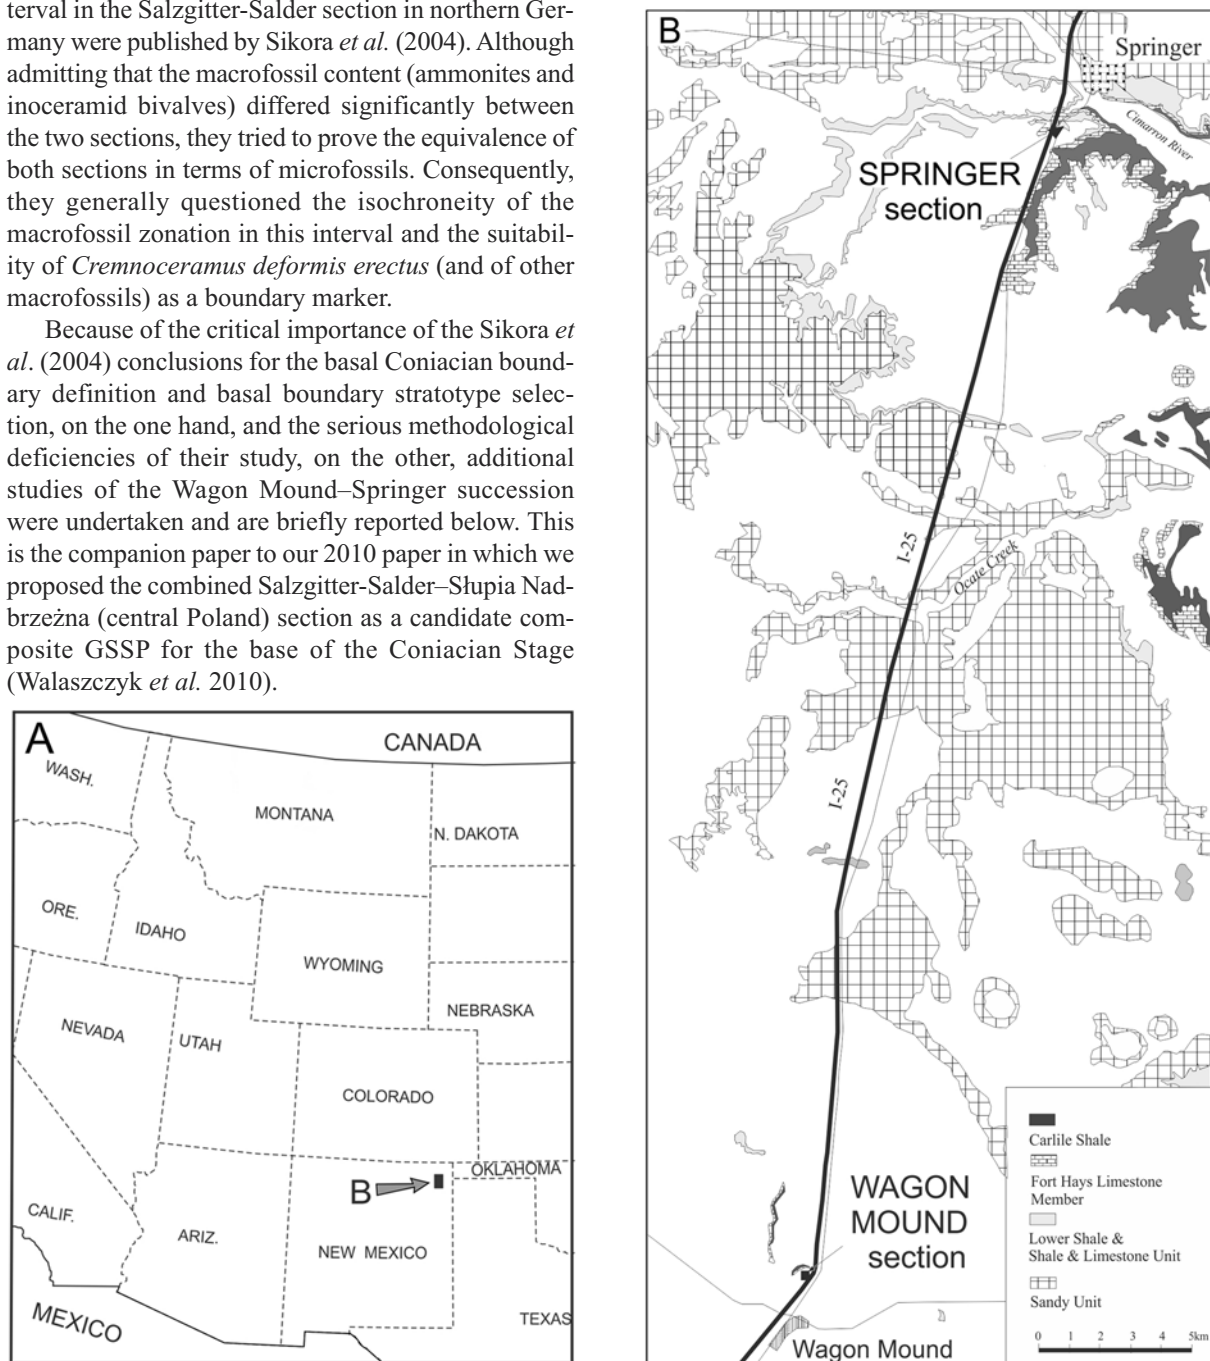 terval in the Salzgitter-Salder section in northern Ger-
many were published by Sikora et al. (2004). Although
admitting that the macrofossil content (ammonites and
inoceramid bivalves) differed significantly between
the two sections, they tried to prove the equivalence of
both sections in terms of microfossils. Consequently,
they generally questioned the isochroneity of the
macrofossil zonation in this interval and the suitabil-
ity of Cremnoceramus deformis erectus (and of other
macrofossils) as a boundary marker.
Because of the critical importance of the Sikora et
al. (2004) conclusions for the basal Coniacian bound-
ary definition and basal boundary stratotype selec-
tion, on the one hand, and the serious methodological
deficiencies of their study, on the other, additional
studies of the Wagon Mound–Springer succession
were undertaken and are briefly reported below. This
is the companion paper to our 2010 paper in which we
proposed the combined Salzgitter-Salder–Słupia Nad-
brzeżna (central Poland) section as a candidate com-
posite GSSP for the base of the Coniacian Stage
(Walaszczyk et al. 2010).
A
CANADA
WASH.
MONTANA
N. DAKOTA
ORE.
IDAHO
WYOMING
NEBRASKA
NEVADA
UTAH
COLORADO
OKLAHOMA
B
CALIF.
ARIZ.
NEW MEXICO
TEXAS
MEXICO
B
Springer
Cimarron River
SPRINGER
section
I-25
Ocate Creek
I-25
WAGON
MOUND
section
Wagon Mound
Carlile Shale
Fort Hays Limestone
Member
Lower Shale &
Shale & Limestone Unit
Sandy Unit
0 1 2 3 4 5km